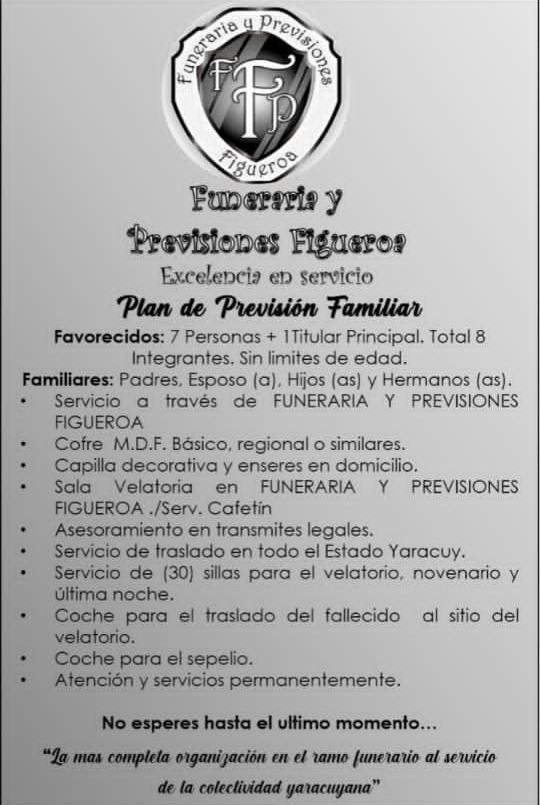 Funeraria y Previsiones
FFP
Figueroa
Funeraria y
Previsiones Figueroa
Excelencia en servicio
Plan de Previsión Familiar
Favorecidos: 7 Personas + 1Titular Principal. Total 8
Integrantes. Sin limites de edad.
Familiares: Padres, Esposo (a), Hijos (as) y Hermanos (as).
• Servicio a través de FUNERARIA Y PREVISIONES
FIGUEROA
• Cofre M.D.F. Básico, regional o similares.
• Capilla decorativa y enseres en domicilio.
• Sala Velatoria en FUNERARIA Y PREVISIONES
FIGUEROA ./Serv. Cafetín
• Asesoramiento en transmites legales.
• Servicio de traslado en todo el Estado Yaracuy.
• Servicio de (30) sillas para el velatorio, novenario y
última noche.
• Coche para el traslado del fallecido al sitio del
velatorio.
• Coche para el sepelio.
• Atención y servicios permanentemente.
No esperes hasta el ultimo momento...
“La mas completa organización en el ramo funerario al servicio
de la colectividad yaracuyana”